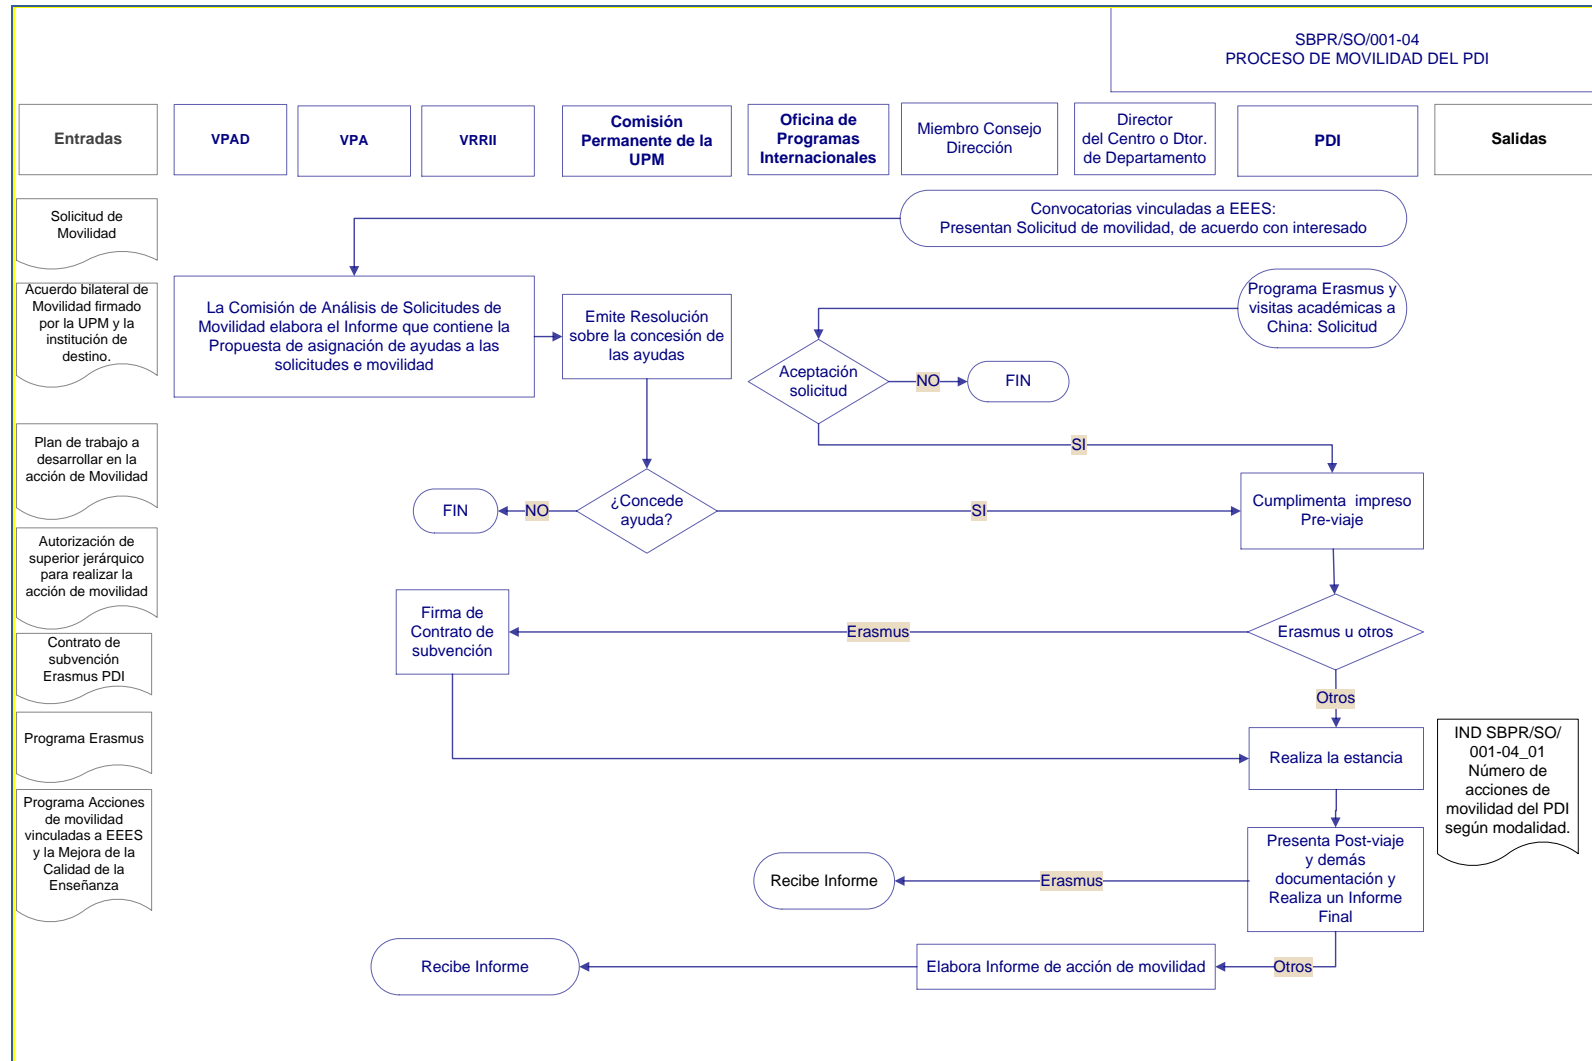 SBPR/SO/001-04
PROCESO DE MOVILIDAD DEL PDI
Entradas
VPAD
VPA
VRRII
Comisión
Permanente de la
UPM
Oficina de
Programas
Internacionales
Miembro Consejo
Dirección
Director
del Centro o Dtor.
de Departamento
PDI
Salidas
Solicitud de
Movilidad
Convocatorias vinculadas a EEES:
Presentan Solicitud de movilidad, de acuerdo con interesado
Acuerdo bilateral de
Movilidad firmado
por la UPM y la
institución de
destino.
La Comisión de Análisis de Solicitudes de
Movilidad elabora el Informe que contiene la
Propuesta de asignación de ayudas a las
solicitudes e movilidad
Emite Resolución
sobre la concesión de
las ayudas
Programa Erasmus y
visitas académicas a
China: Solicitud
Aceptación
solicitud
NO
FIN
SI
Plan de trabajo a
desarrollar en la
acción de Movilidad
FIN
NO
¿Concede
ayuda?
SI
Cumplimenta impreso
Pre-viaje
Autorización de
superior jerárquico
para realizar la
acción de movilidad
Firma de
Contrato de
subvención
Erasmus
Erasmus u otros
Contrato de
subvención
Erasmus PDI
Otros
Programa Erasmus
Realiza la estancia
IND SBPR/SO/
001-04_01
Número de
acciones de
movilidad del PDI
según modalidad.
Programa Acciones
de movilidad
vinculadas a EEES
y la Mejora de la
Calidad de la
Enseñanza
Recibe Informe
Erasmus
Presenta Post-viaje
y demás
documentación y
Realiza un Informe
Final
Recibe Informe
Elabora Informe de acción de movilidad
Otros